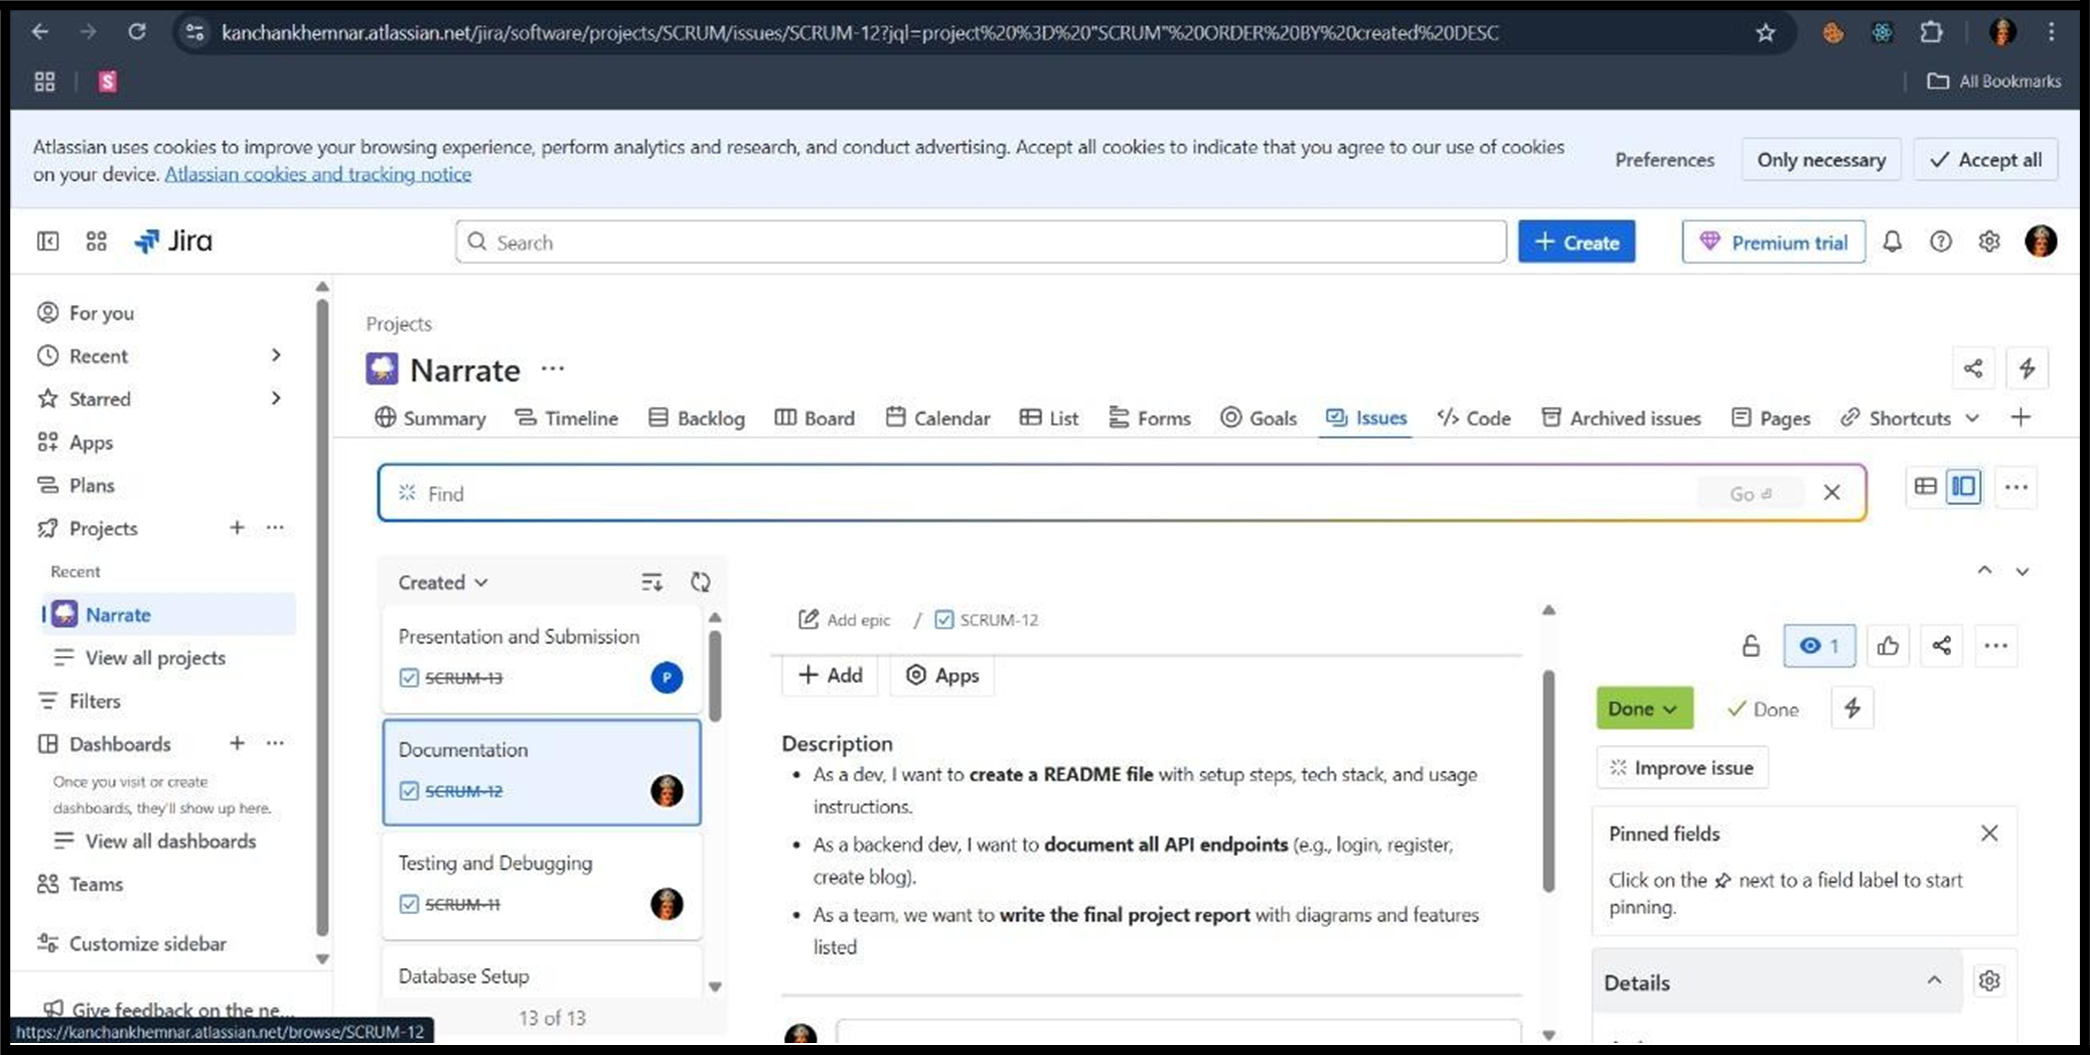 kanchankhemnar.atlassian.net/jira/software/projects/SCRUM/issues/SCRUM-12?jql=project%20%3D%20"SCRUM"%20ORDER%20BY%20created%20DESC
S
All Bookmarks
Atlassian uses cookies to improve your browsing experience, perform analytics and research, and conduct advertising. Accept all cookies to indicate that you agree to our use of cookies
on your device. Atlassian cookies and tracking notice
Preferences
Only necessary
Accept all
Jira
Search
+ Create
Premium trial
For you
Recent
Starred
Apps
Plans
Projects
Recent
Narrate
View all projects
Filters
Dashboards
Once you visit or create
dashboards, they'll show up here.
View all dashboards
Teams
Customize sidebar
Give feedback on the ne...
https://kanchankhemnar.atlassian.net/browse/SCRUM-12
Projects
Narrate ...
Summary
Timeline
Backlog
Board
Calendar
List
Forms
Goals
Issues
Code
Archived issues
Pages
Shortcuts
Find
Go
Created
Presentation and Submission
SCRUM-13
P
Documentation
SCRUM-12
Testing and Debugging
SCRUM-11
Database Setup
13 of 13
Add epic / SCRUM-12
+ Add
Apps
Description
• As a dev, I want to create a README file with setup steps, tech stack, and usage
instructions.
• As a backend dev, I want to document all API endpoints (e.g., login, register,
create blog).
• As a team, we want to write the final project report with diagrams and features
listed
1
Done
Done
Improve issue
Pinned fields
Click on the next to a field label to start
pinning.
Details